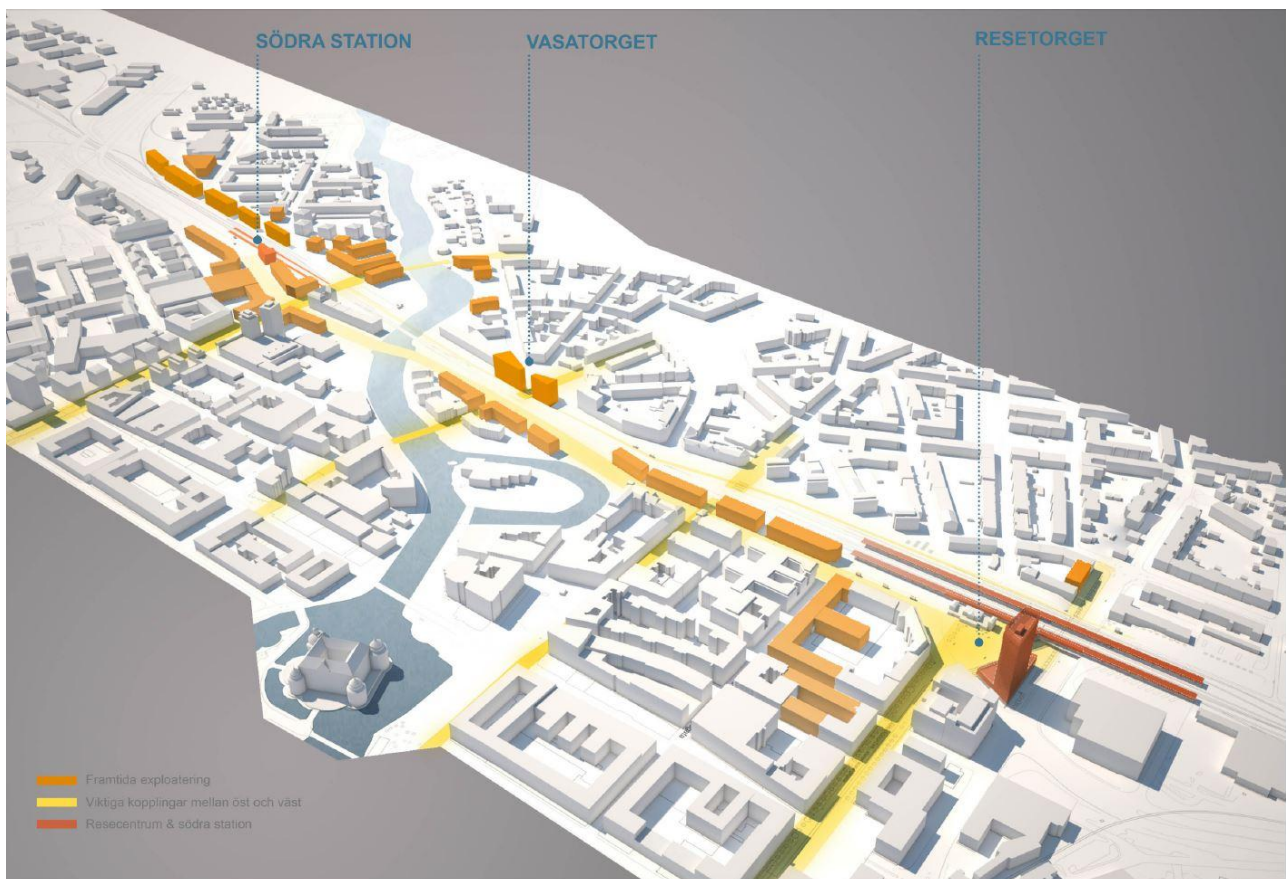 SÖDRA STATION
VASATORGET
RESETORGET
Framtida exploatering
Viktiga kopplingar mellan öst och väst
Resecentrum & södra station